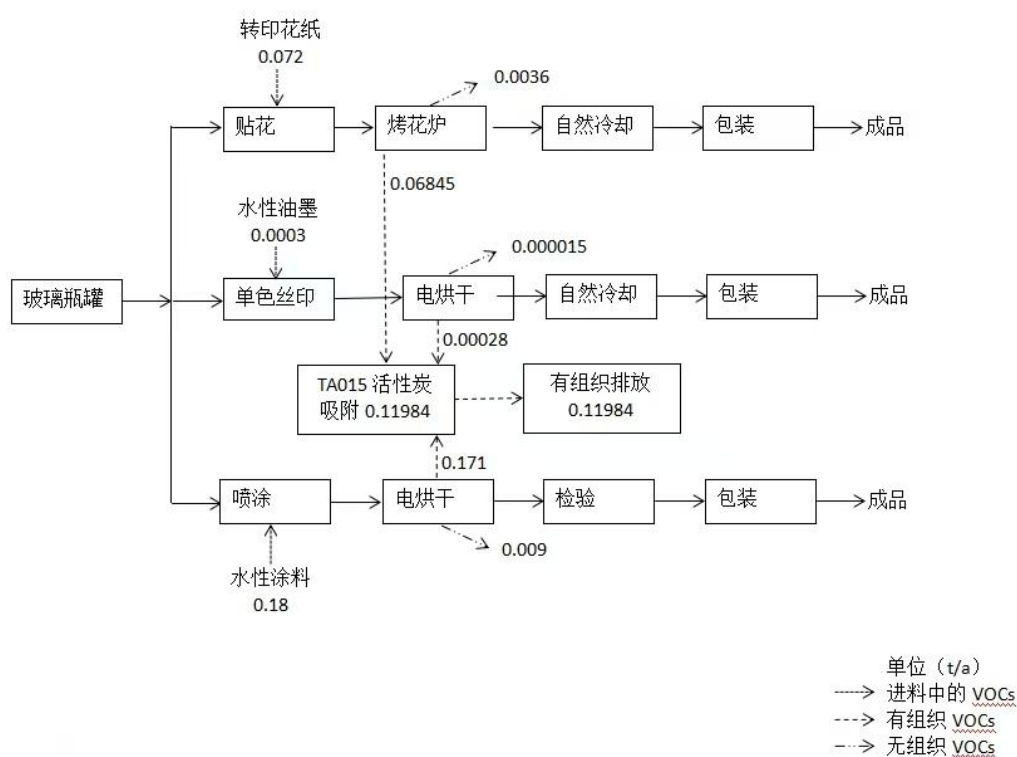 转印花纸
0.072
0.0036
贴花
烤花炉
自然冷却
包装
成品
0.06845
水性油墨
0.0003
0.000015
玻璃瓶罐
单色丝印
电烘干
自然冷却
包装
成品
0.00028
TA015 活性炭
吸附 0.11984
有组织排放
0.11984
0.171
喷涂
电烘干
检验
包装
成品
0.009
水性涂料
0.18
单位（t/a）
进料中的 VOCs
有组织 VOCs
无组织 VOCs